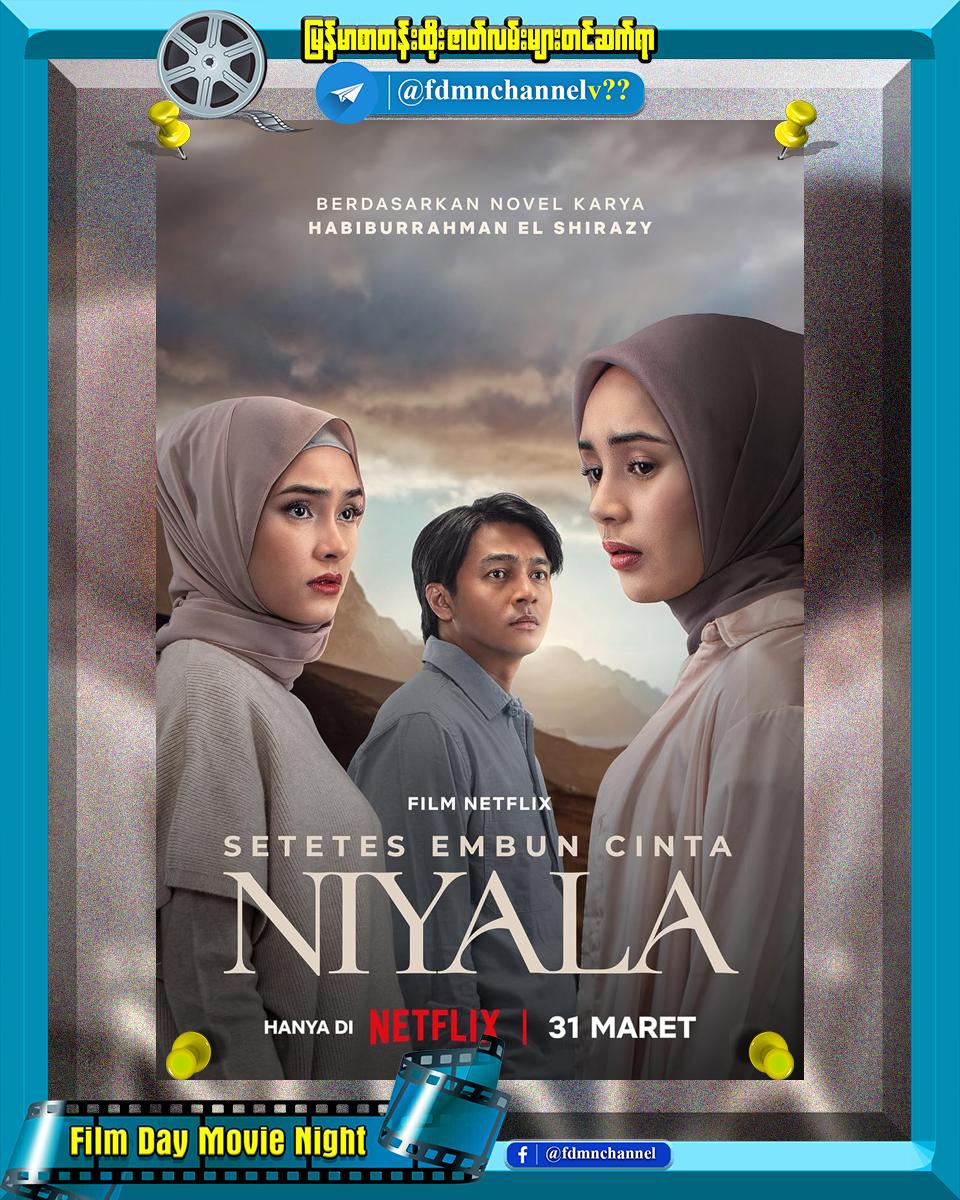 မြန်မာစာတန်းထိုးဇာတ်လမ်းများတင်ဆက်ရာ
@fdmnchannelv??
BERDASARKAN NOVEL KARYA
HABIBURRAHMAN EL SHIRAZY
FILM NETFLIX
SETETES EMBUN CINTA
NIYALA
HANYA DI NETFLIX | 31 MARET
Film Day Movie Night
@fdmnchannel